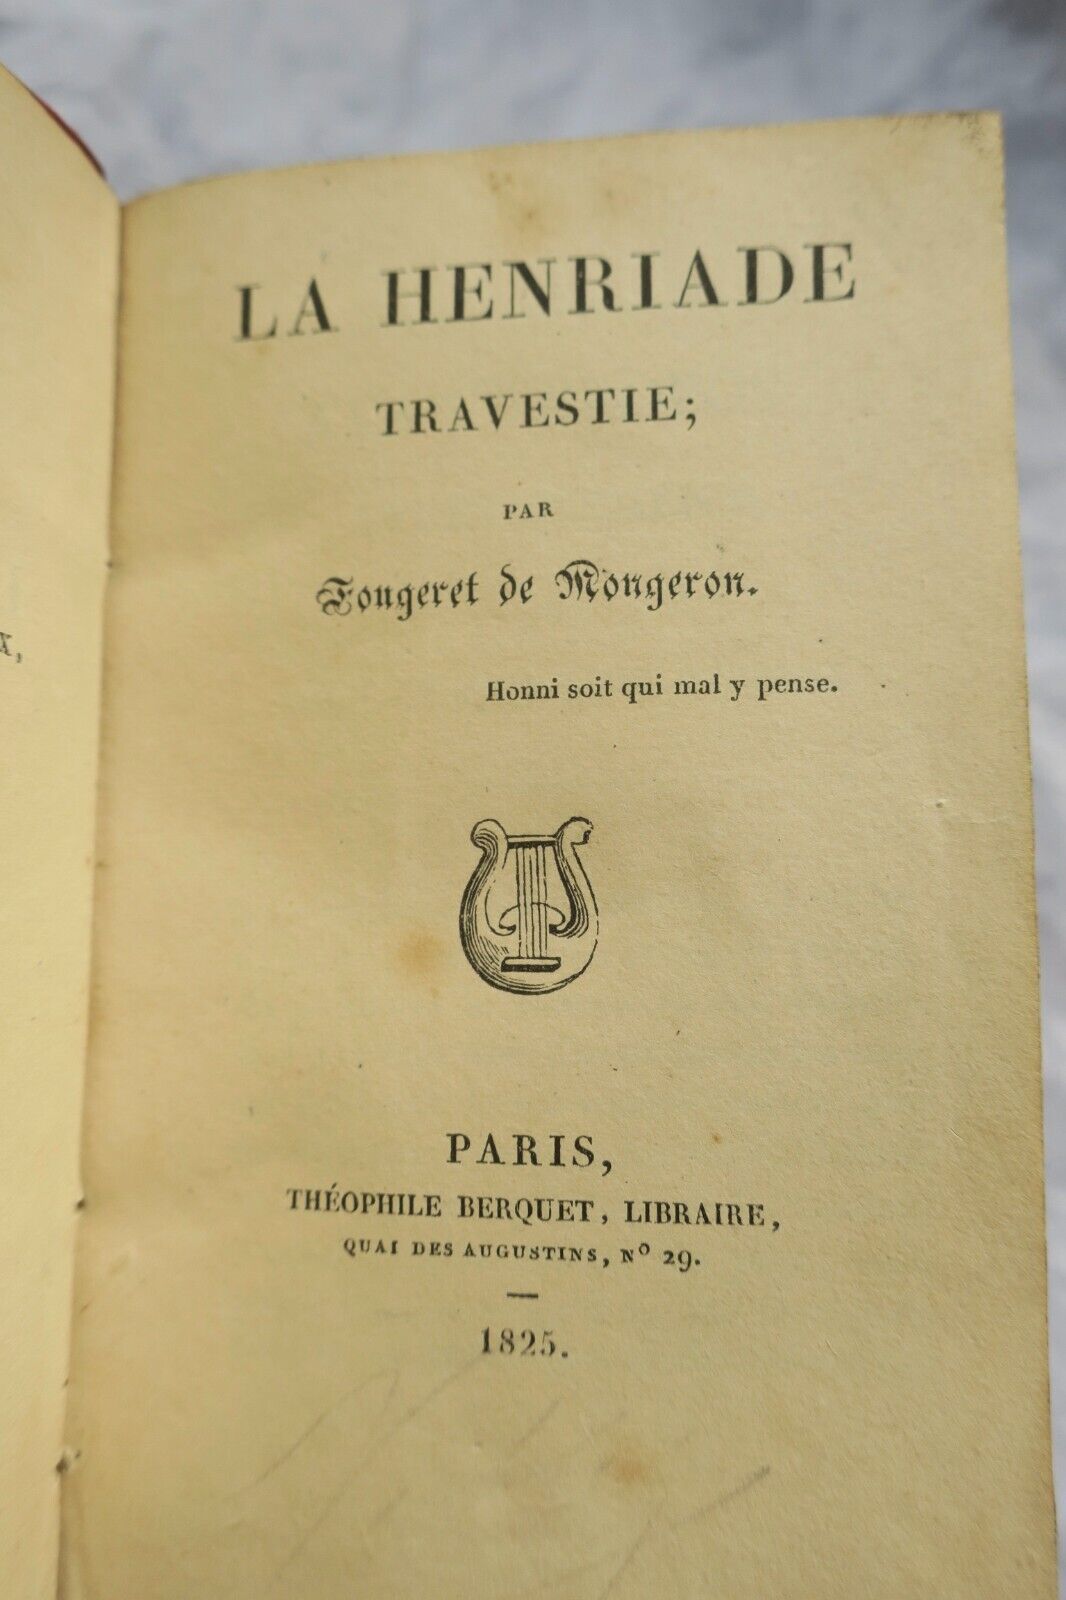 LA HENRIADE
TRAVESTIE;
PAR
Fougeret de Mongeron.
Honni soit qui mal y pense.
PARIS,
THÉOPHILE BERQUET, LIBRAIRE,
QUAI DES AUGUSTINS, Nº 29.
1825.